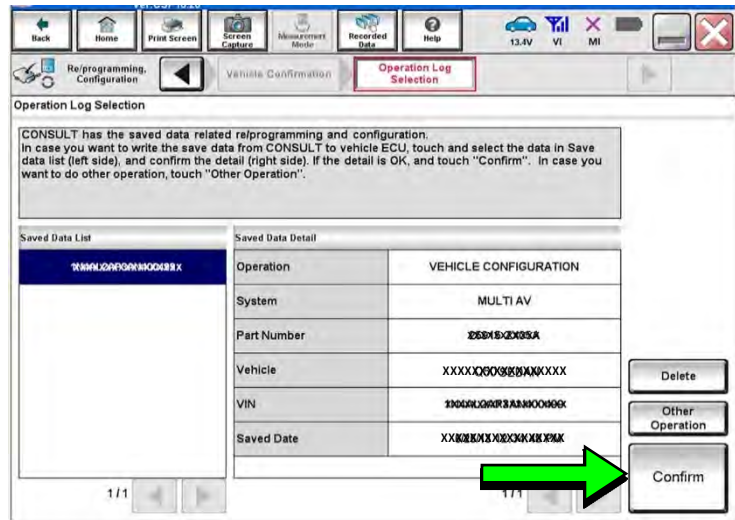 Back Home Print Screen Screen Capture Measurement Mode Recorded Data Help 13.4V VI MI
Re/programming, Configuration Vehicle Confirmation Operation Log Selection
Operation Log Selection
CONSULT has the saved data related re/programming and configuration.
In case you want to write the save data from CONSULT to vehicle ECU, touch and select the data in Save
data list (left side), and confirm the detail (right side). If the detail is OK, and touch "Confirm". In case you
want to do other operation, touch "Other Operation".
Saved Data List Saved Data Detail
Operation VEHICLE CONFIGURATION
System MULTI AV
Part Number
Vehicle
VIN
Saved Date
Delete
Other Operation
Confirm
1/1 1/1